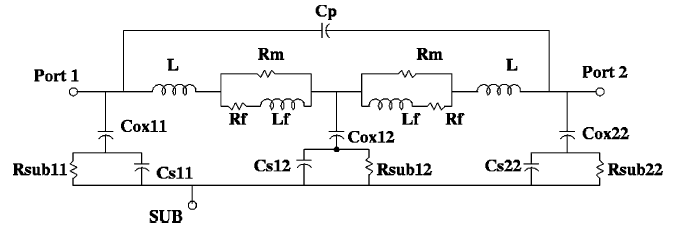 Cp
L
Rm
Rm
L
Port 1
Port 2
Rf
Lf
Lf
Rf
Cox11
Cox12
Cox22
Rsub11
Cs11
Cs12
Rsub12
Cs22
Rsub22
SUB